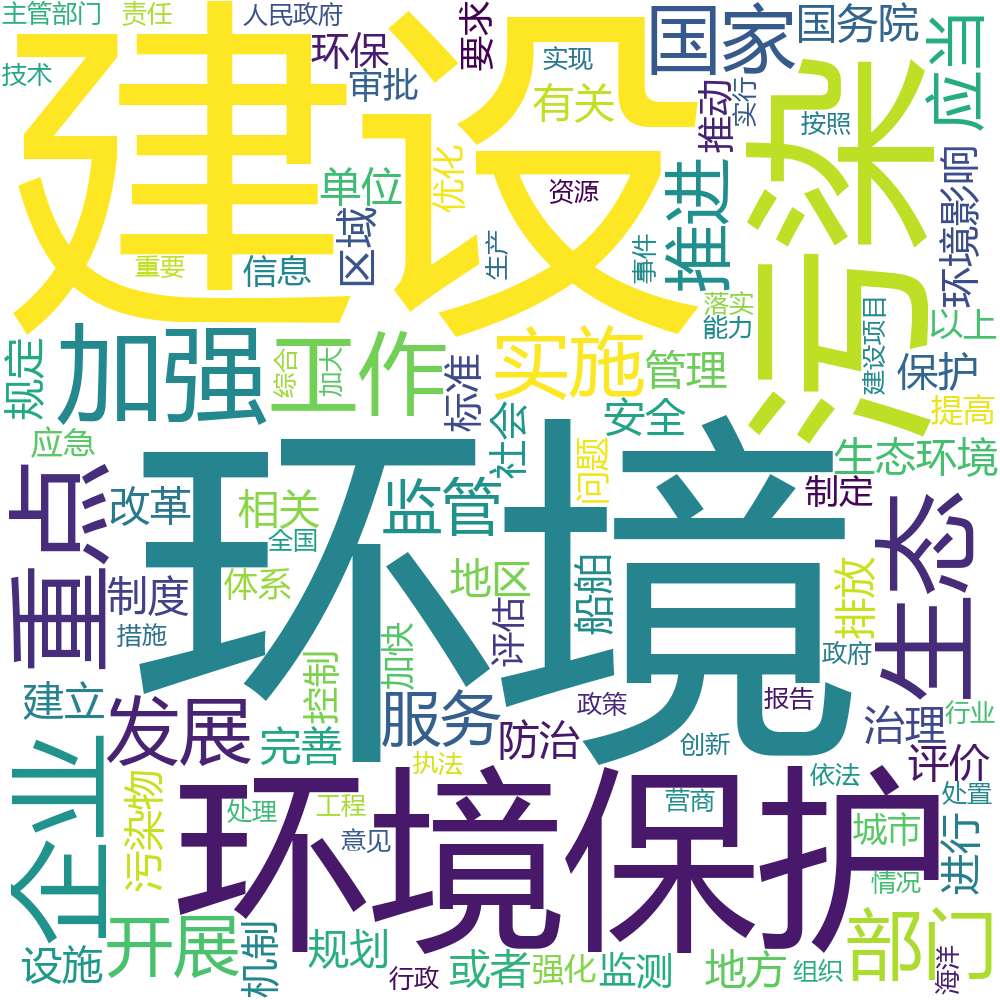 主管部门
责任
人民政府
环保
要求
国家
国务院
应当
技术
审批
实现
有关
推动
实行
按照
建设
污染
单位
优化
资源
推进
环境影响
区域
重要
信息
生产
事件
落实
能力
建设项目
以上
规定
加强
综合
加大
工作
标准
实施
管理
保护
提高
应急
社会
安全
问题
生态环境
重点
改革
相关
全国
监管
环境
制定
生态
制度
体系
地区
船舶
排放
措施
加快
评估
政府
建立
发展
控制
完善
服务
防治
政策
报告
治理
行业
企业
污染物
执法
创新
评价
依法
处置
处理
工程
意见
环境保护
营商
城市
进行
情况
设施
开展
机制
规划
行政
或者
强化
监测
地方
组织
部门
海洋